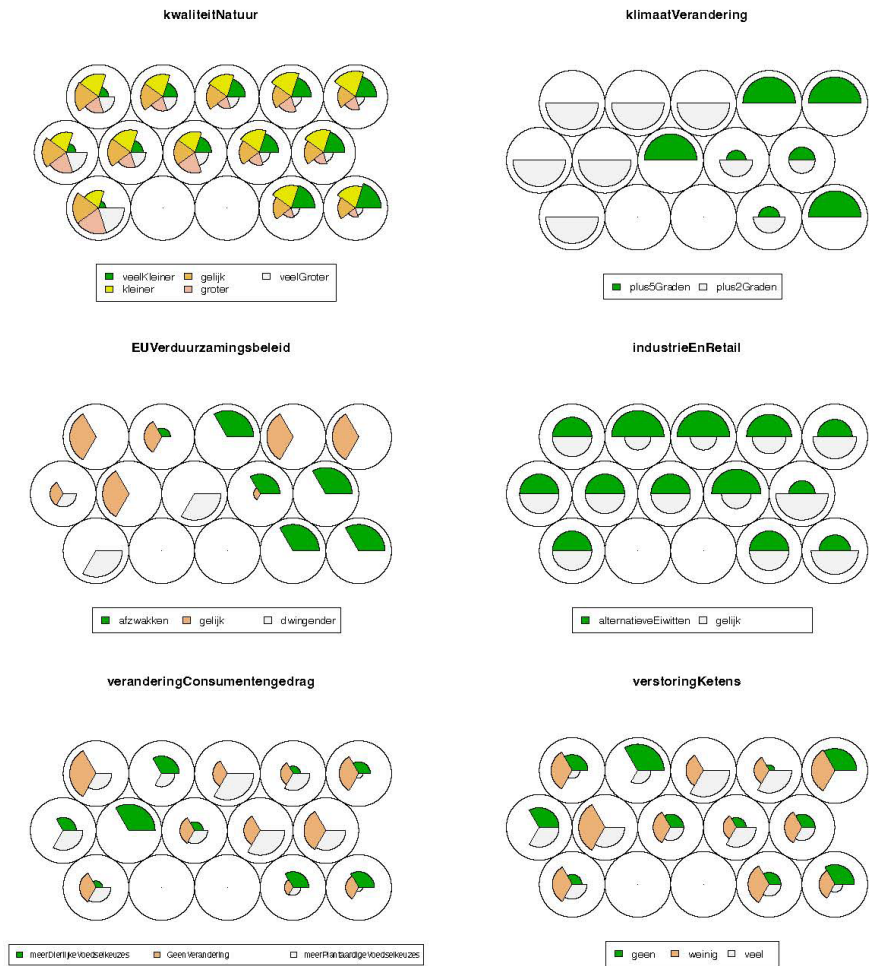 kwaliteitNatuur
klimaatVerandering
veelKleiner gelijk veelGroter
kleiner groter
plus5Graden plus2Graden
EUVerduurzamingsbeleid
industrieEnRetail
afzwakken gelijk dwingender
alternatieveEiwitten gelijk
veranderingConsumentengedrag
verstoringKetens
meerDierlijkeVoedselkeuzes GeenVerandering meerPlantaardigeVoedselkeuzes
geen weinig veel